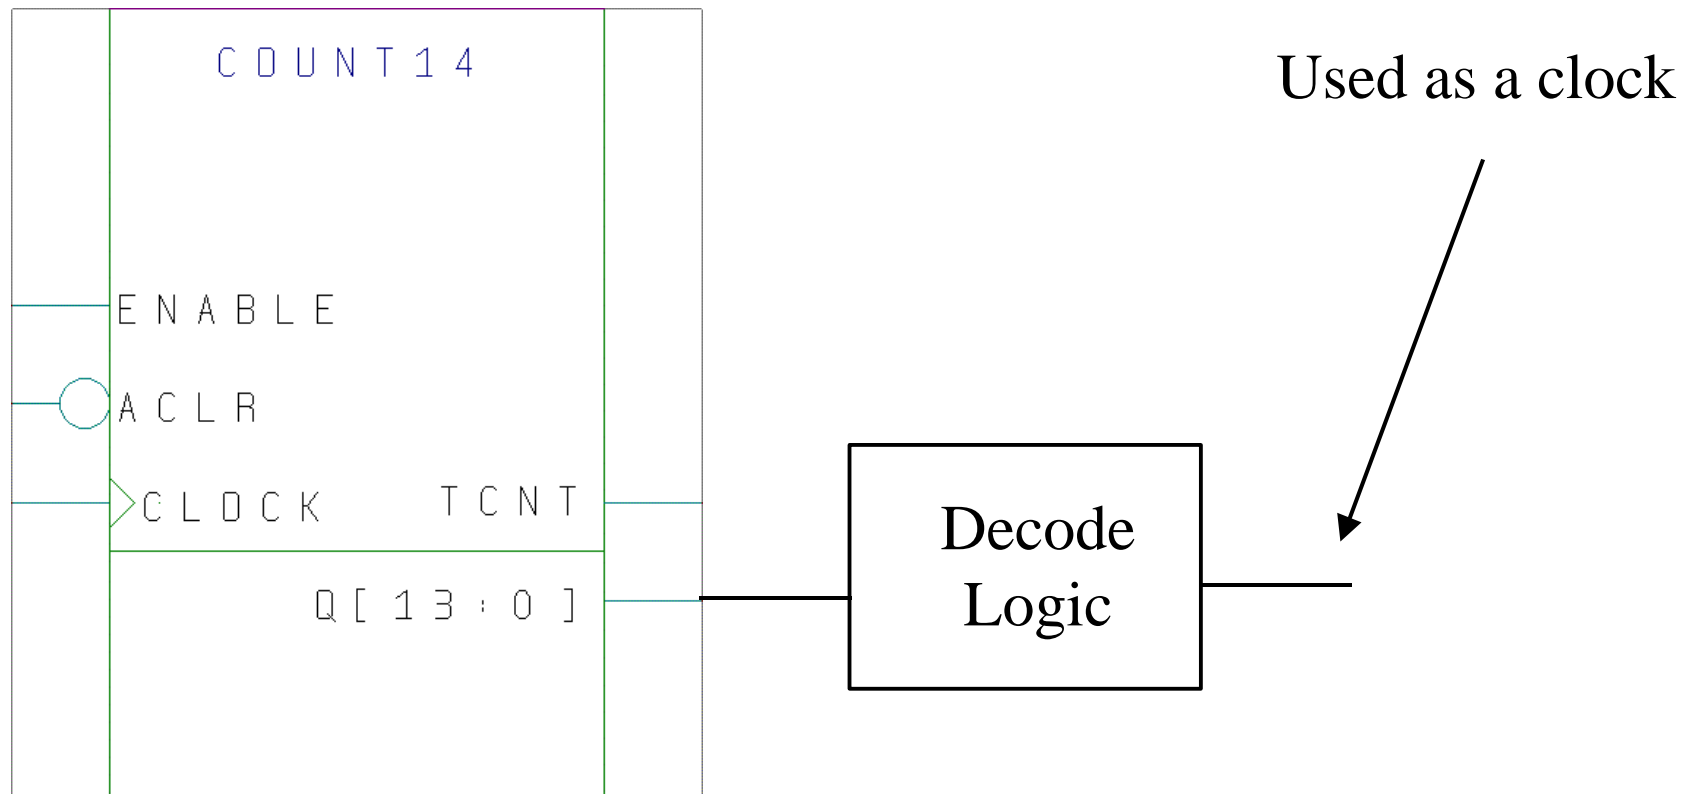 COUNT14
Used as a clock
ENABLE
ACLR
CLOCK
TCNT
Q[13:0]
Decode
Logic